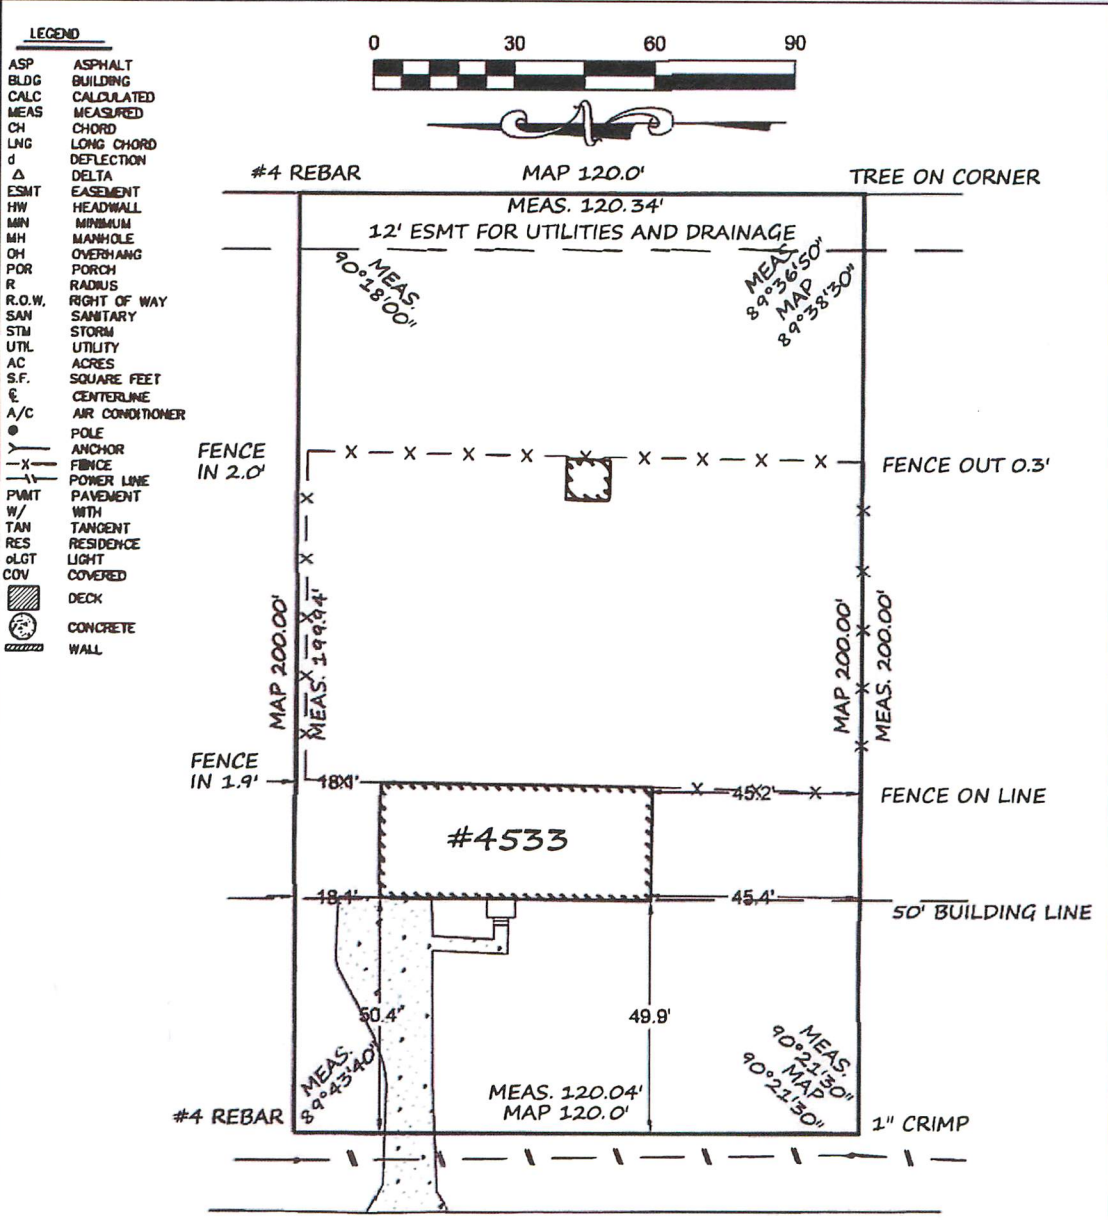 LEGEND
ASP ASPHALT
BLDG BUILDING
CALC CALCULATED
MEAS MEASURED
CH CHORD
LNG LONG CHORD
d DEFLECTION
Δ DELTA
ESMT EASEMENT
HW HEADWALL
MIN MINIMUM
MH MANHOLE
OH OVERHANG
POR PORCH
R RADIUS
R.O.W. RIGHT OF WAY
SAN SANITARY
STM STORM
UTIL UTILITY
AC ACRES
S.F. SQUARE FEET
℄ CENTERLINE
A/C AIR CONDITIONER
POLE
ANCHOR
—X— FENCE
POWER LINE
PVMT PAVEMENT
W/ WITH
TAN TANGENT
RES RESIDENCE
oLGT LIGHT
COV COVERED
DECK
CONCRETE
WALL
0 30 60 90
#4 REBAR
MAP 120.0'
TREE ON CORNER
MEAS. 120.34'
12' ESMT FOR UTILITIES AND DRAINAGE
MEAS.
90°18'00"
MEAS.
89°36'50"
MAP
89°38'30"
FENCE
IN 2.0'
FENCE OUT 0.3'
MAP 200.00'
MEAS. 199.94'
MAP 200.00'
MEAS. 200.00'
FENCE
IN 1.9'
18.1'
45.2'
FENCE ON LINE
#4533
18.1'
45.4'
50' BUILDING LINE
50.4'
49.9'
MEAS.
89°43'40"
MEAS. 120.04'
MAP 120.0'
MEAS.
90°21'30"
MAP
90°21'30"
#4 REBAR
1" CRIMP